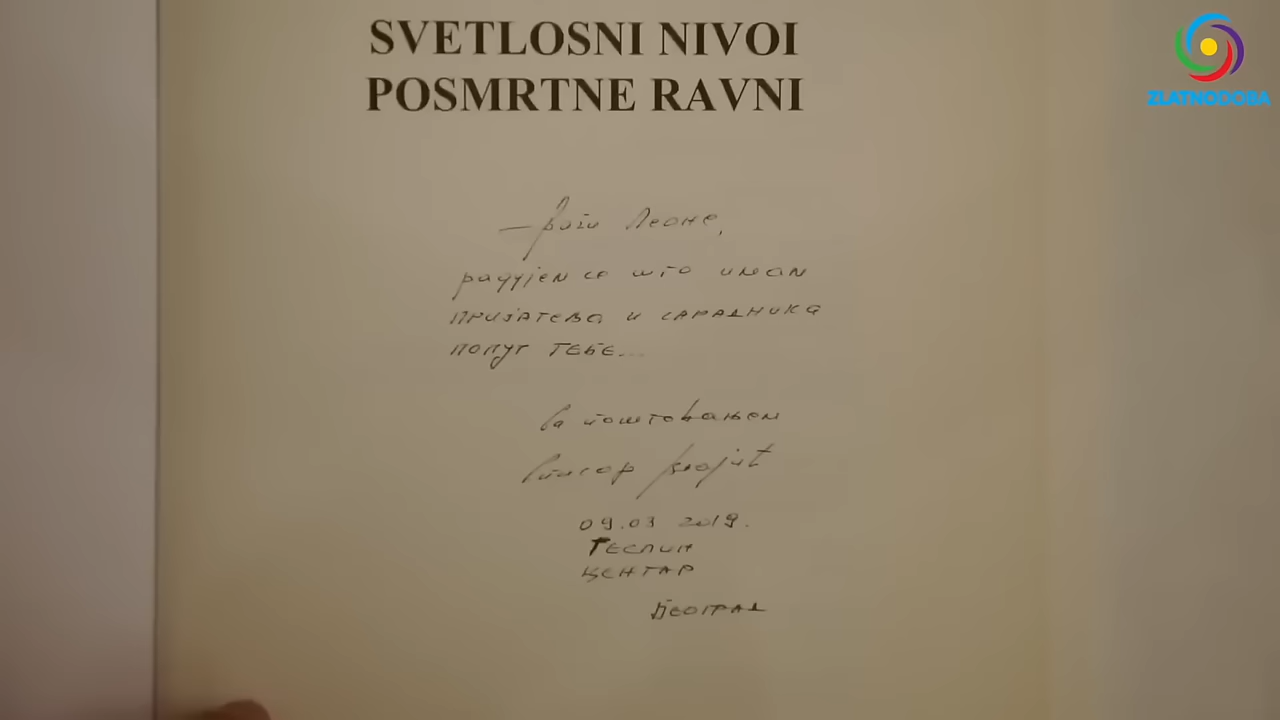 SVETLOSNI NIVOI
POSMRTNE RAVNI
ZLATNODOBA
Леоне,
радујем се што имам
пријатеља и сарадника
попут тебе...
Са поштовањем
09.03 2019.
Теслин
центар
Београд